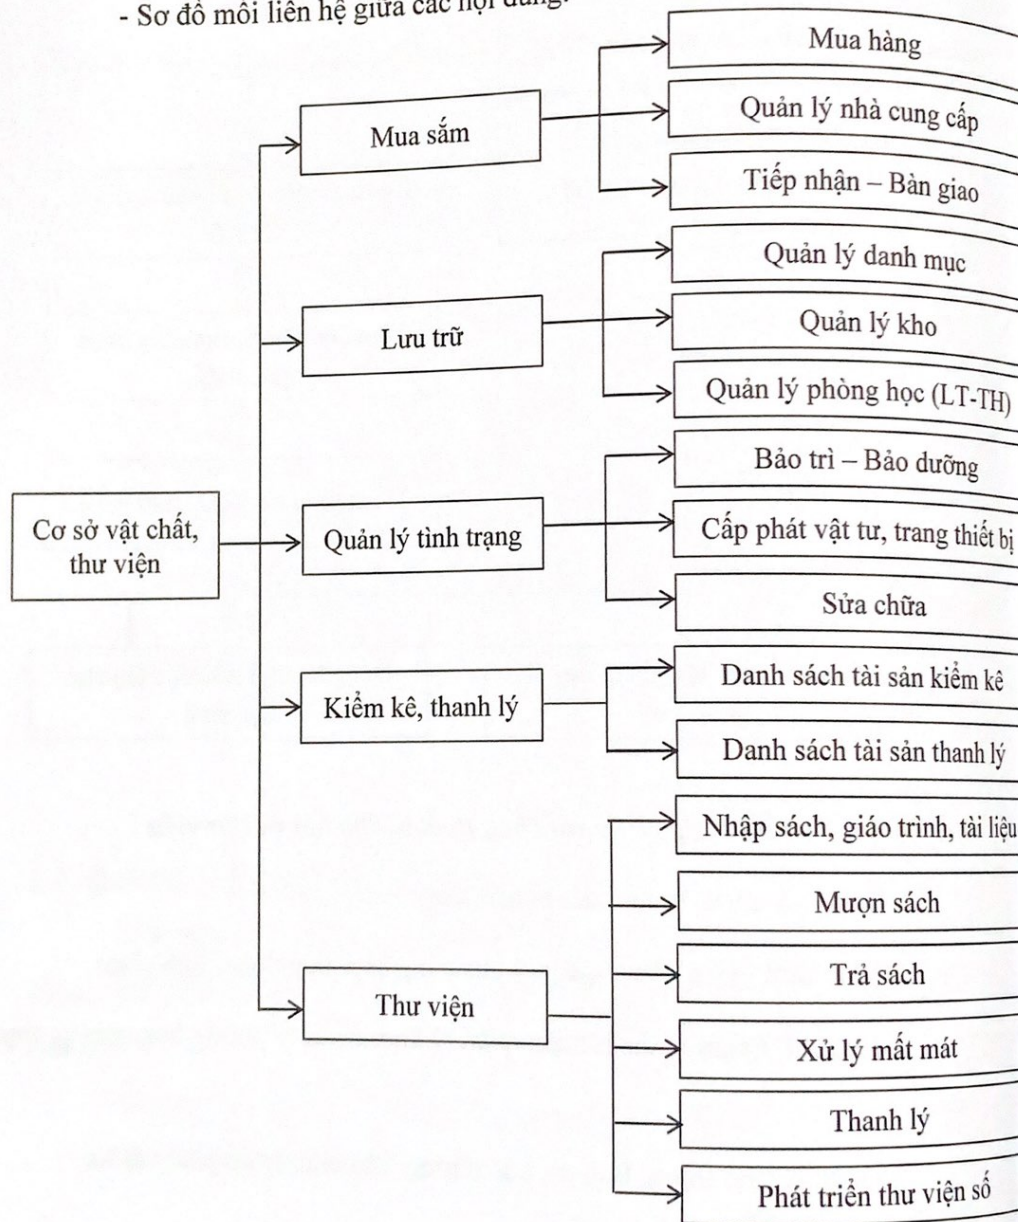 - Sơ đồ mối liên hệ giữa các nội dung:
Mua hàng
Quản lý nhà cung cấp
Mua sắm
Tiếp nhận – Bàn giao
Quản lý danh mục
Quản lý kho
Lưu trữ
Quản lý phòng học (LT-TH)
Bảo trì – Bảo dưỡng
Cơ sở vật chất,
thư viện
Quản lý tình trạng
Cấp phát vật tư, trang thiết bị
Sửa chữa
Danh sách tài sản kiểm kê
Kiểm kê, thanh lý
Danh sách tài sản thanh lý
Nhập sách, giáo trình, tài liệu
Mượn sách
Trả sách
Thư viện
Xử lý mất mát
Thanh lý
Phát triển thư viện số